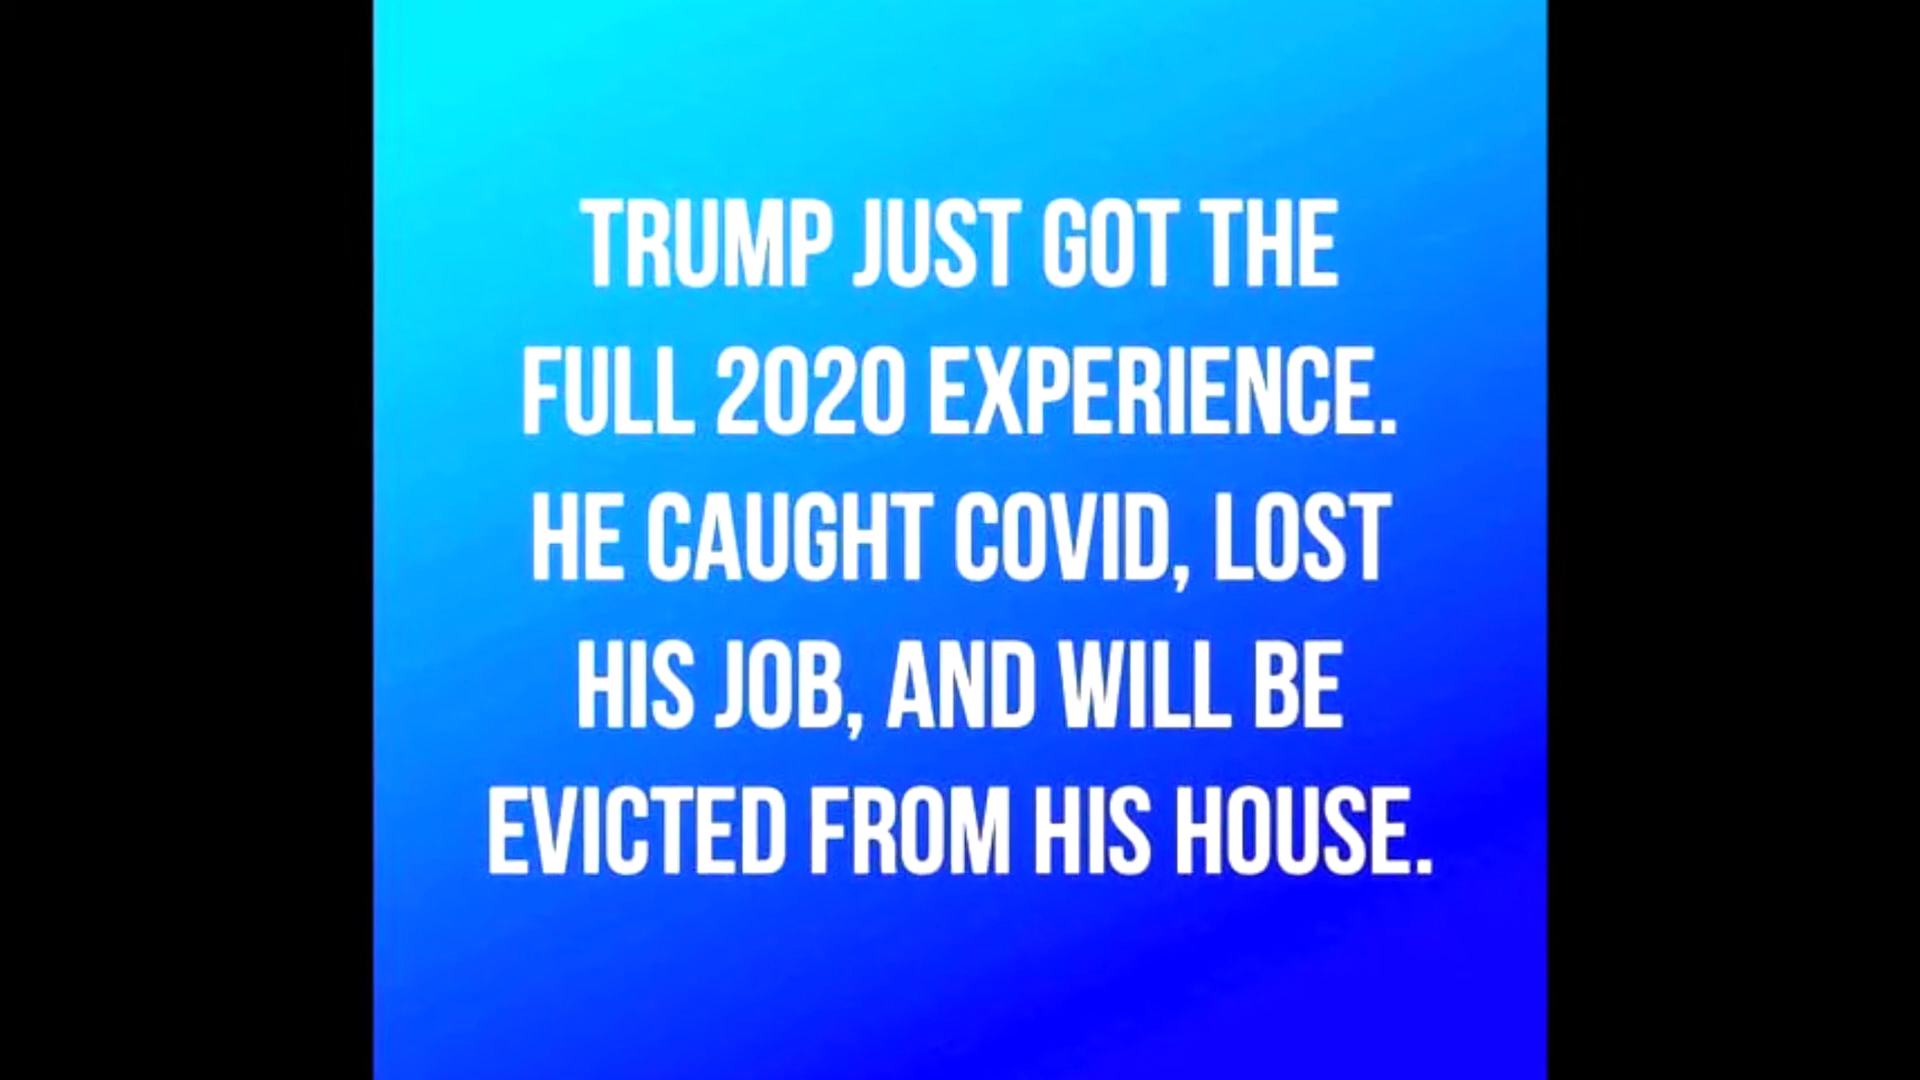 TRUMP JUST GOT THE
FULL 2020 EXPERIENCE.
HE CAUGHT COVID, LOST
HIS JOB, AND WILL BE
EVICTED FROM HIS HOUSE.